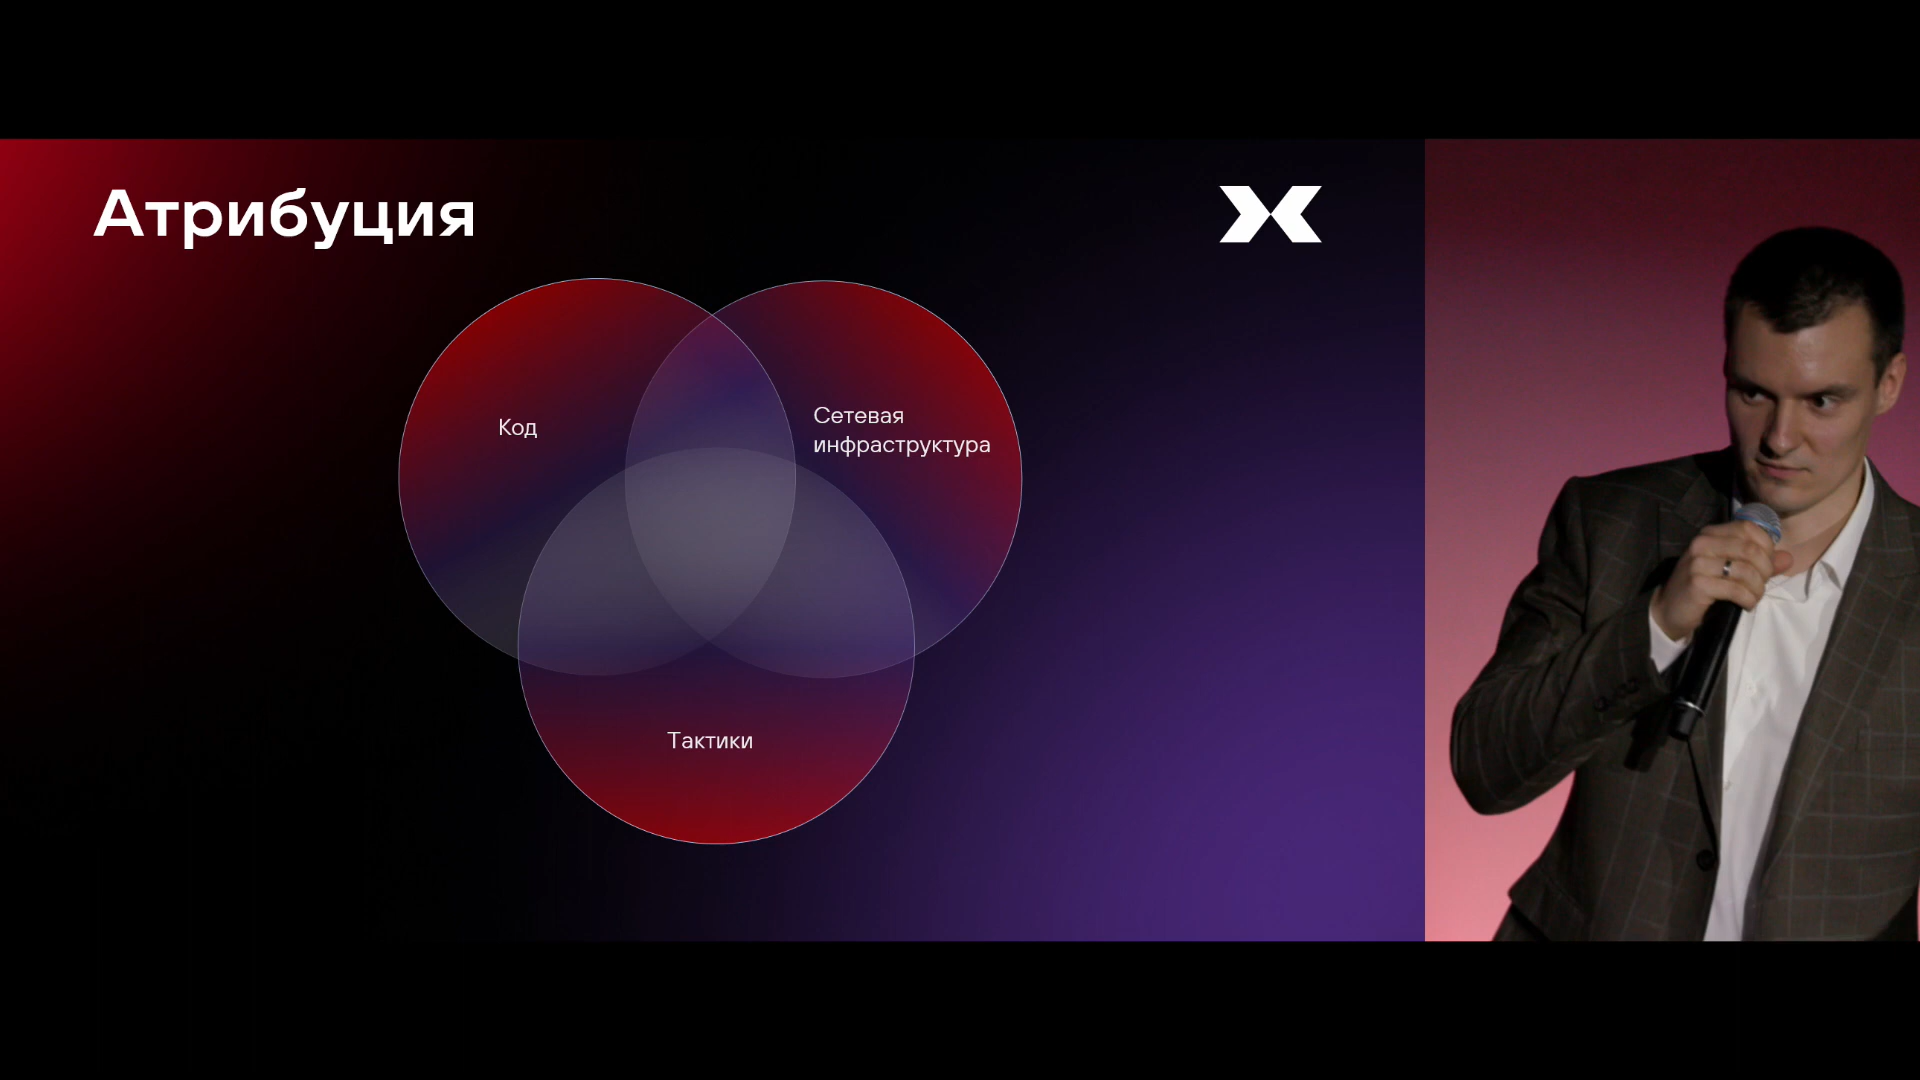 Атрибуция
Код
Сетевая
инфраструктура
Тактики